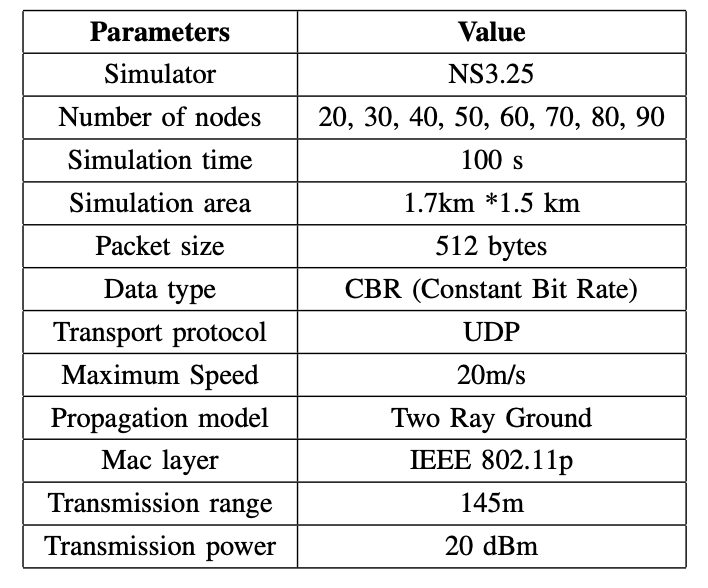 Parameters Value
Simulator NS3.25
Number of nodes 20, 30, 40, 50, 60, 70, 80, 90
Simulation time 100 s
Simulation area 1.7km *1.5 km
Packet size 512 bytes
Data type CBR (Constant Bit Rate)
Transport protocol UDP
Maximum Speed 20m/s
Propagation model Two Ray Ground
Mac layer IEEE 802.11p
Transmission range 145m
Transmission power 20 dBm